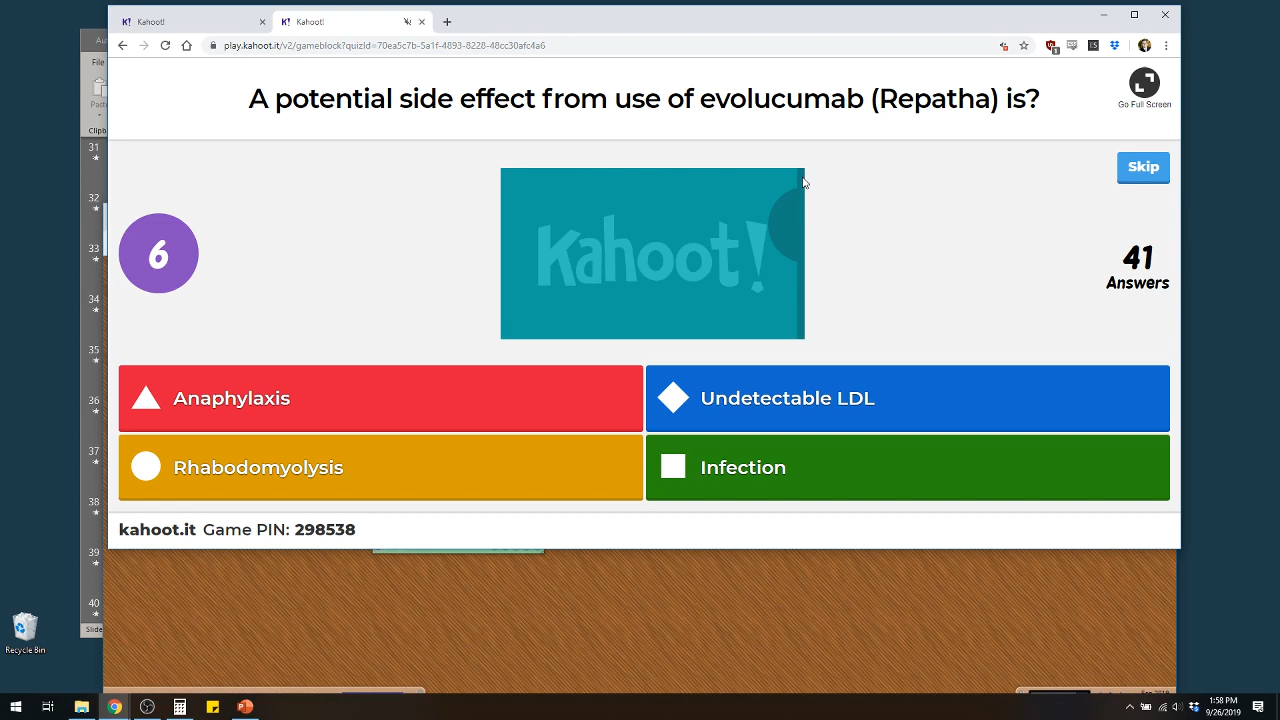 Kahoot!
Kahoot!
play.kahoot.it/v2/gameblock?quizId=70ea5c7b-5a1f-4893-8228-48cc30afc4a6
File
Paste
Clipb
31
32
33
34
35
36
37
38
39
40
Slide
A potential side effect from use of evolucumab (Repatha) is?
Go Full Screen
Skip
6
Kahoot!
41
Answers
Anaphylaxis
Undetectable LDL
Rhabodomyolysis
Infection
kahoot.it Game PIN: 298538
Recycle Bin
1:58 PM
9/26/2019